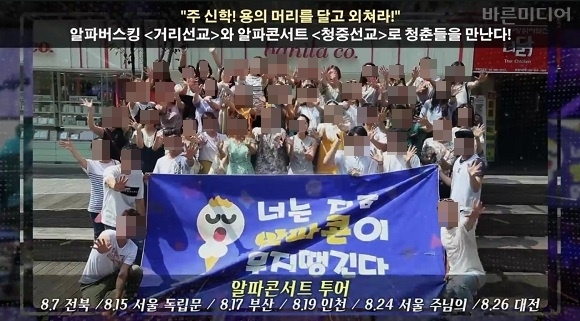 "주 신학! 용의 머리를 달고 외쳐라!"
바른미디어
알파버스킹 <거리선교>와 알파콘서트 <청중선교>로 청춘들을 만난다!
bonita co.
너는
알파콘이
무지땡긴다
알파콘서트 투어
8.7 전북 / 8.15 서울 독립문 / 8.17 부산 / 8.19 인천 / 8.24 서울 주님의 / 8.26 대전